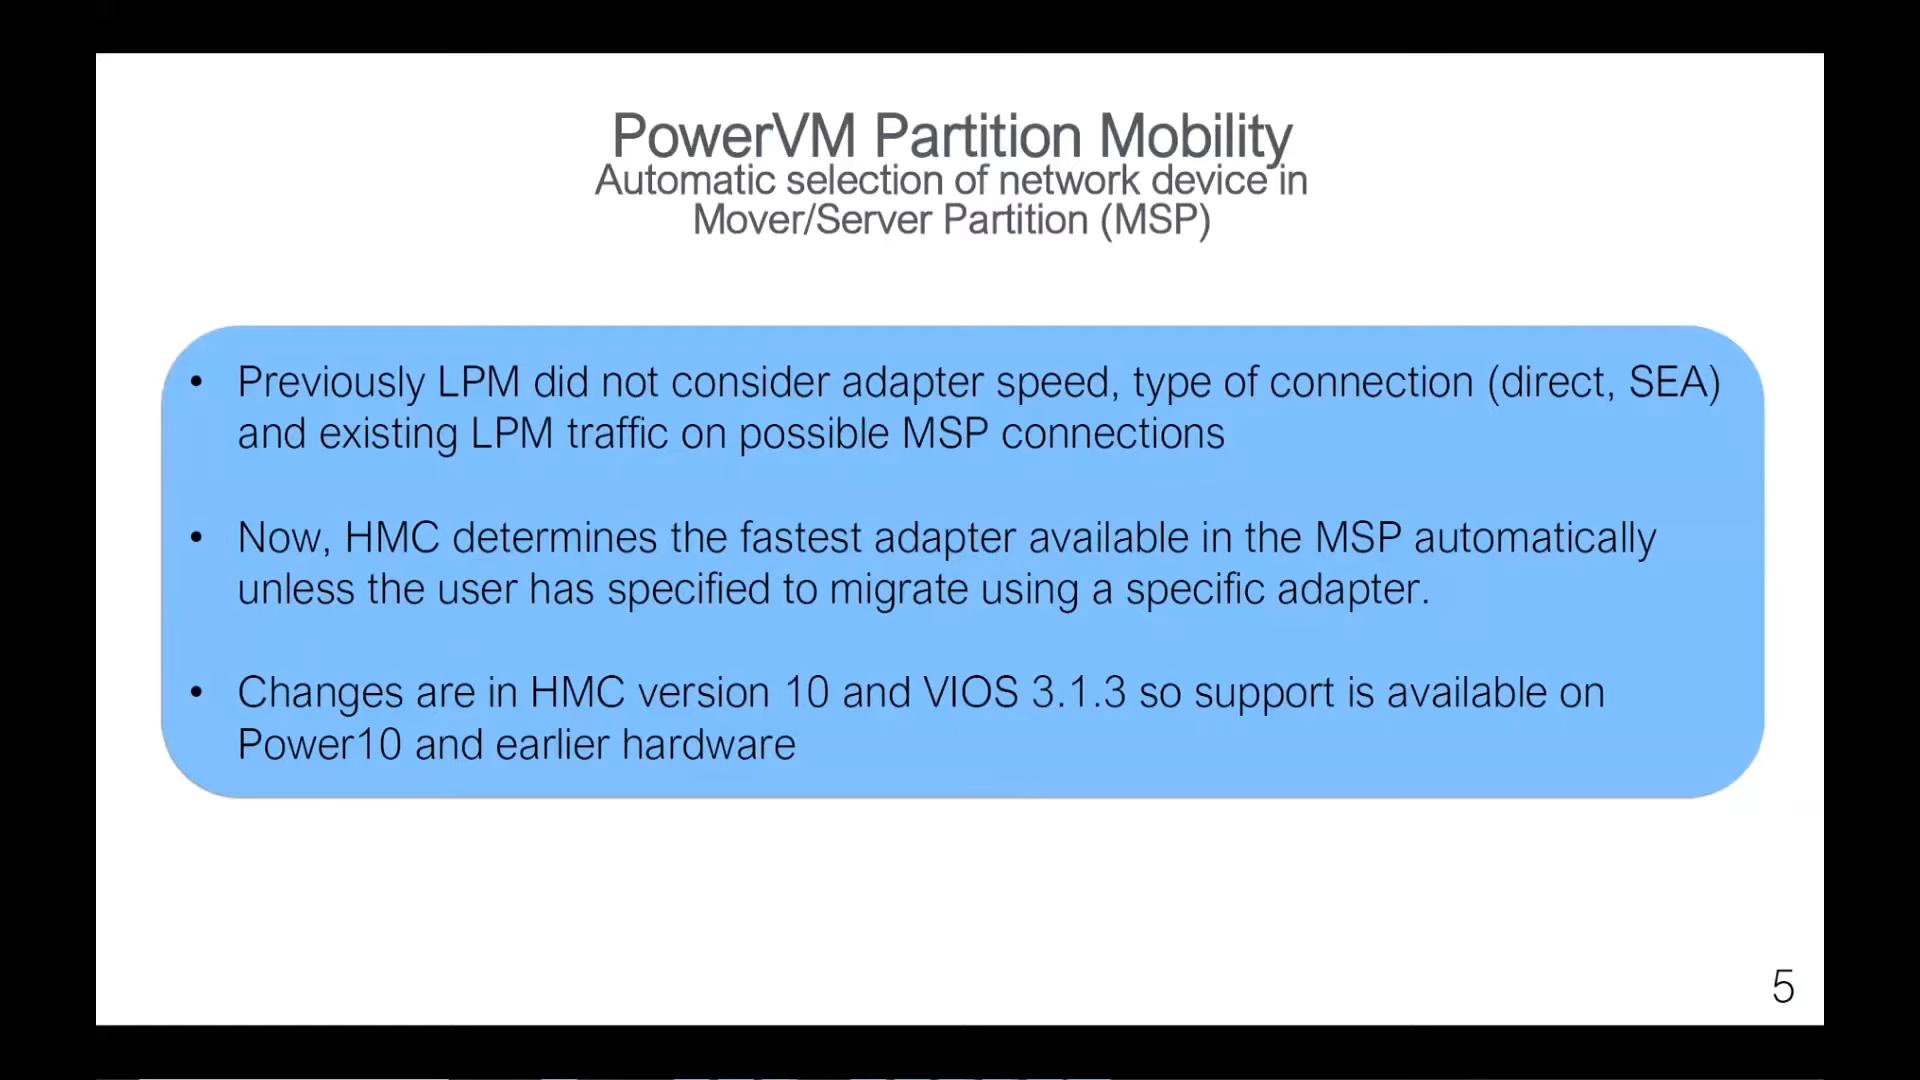 PowerVM Partition Mobility
Automatic selection of network device in
Mover/Server Partition (MSP)
• Previously LPM did not consider adapter speed, type of connection (direct, SEA)
and existing LPM traffic on possible MSP connections
• Now, HMC determines the fastest adapter available in the MSP automatically
unless the user has specified to migrate using a specific adapter.
• Changes are in HMC version 10 and VIOS 3.1.3 so support is available on
Power10 and earlier hardware
5